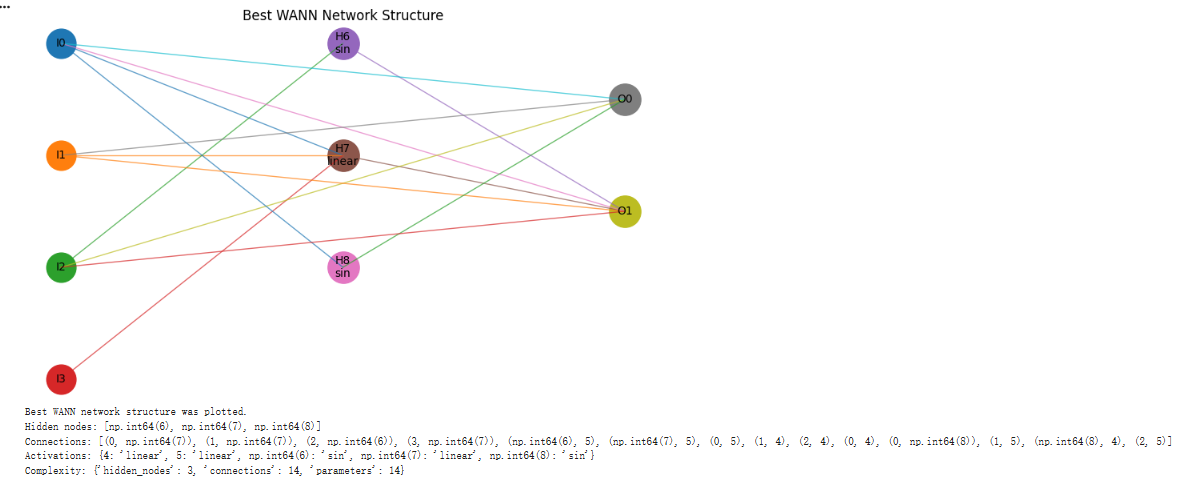 ...
Best WANN Network Structure
I0
H6
sin
O0
I1
H7
linear
O1
I2
H8
sin
I3
Best WANN network structure was plotted.
Hidden nodes: [np.int64(6), np.int64(7), np.int64(8)]
Connections: [(0, np.int64(7)), (1, np.int64(7)), (2, np.int64(6)), (3, np.int64(7)), (np.int64(6), 5), (np.int64(7), 5), (0, 5), (1, 4), (2, 4), (0, 4), (0, np.int64(8)), (1, 5), (np.int64(8), 4), (2, 5)]
Activations: {4: 'linear', 5: 'linear', np.int64(6): 'sin', np.int64(7): 'linear', np.int64(8): 'sin'}
Complexity: {'hidden_nodes': 3, 'connections': 14, 'parameters': 14}